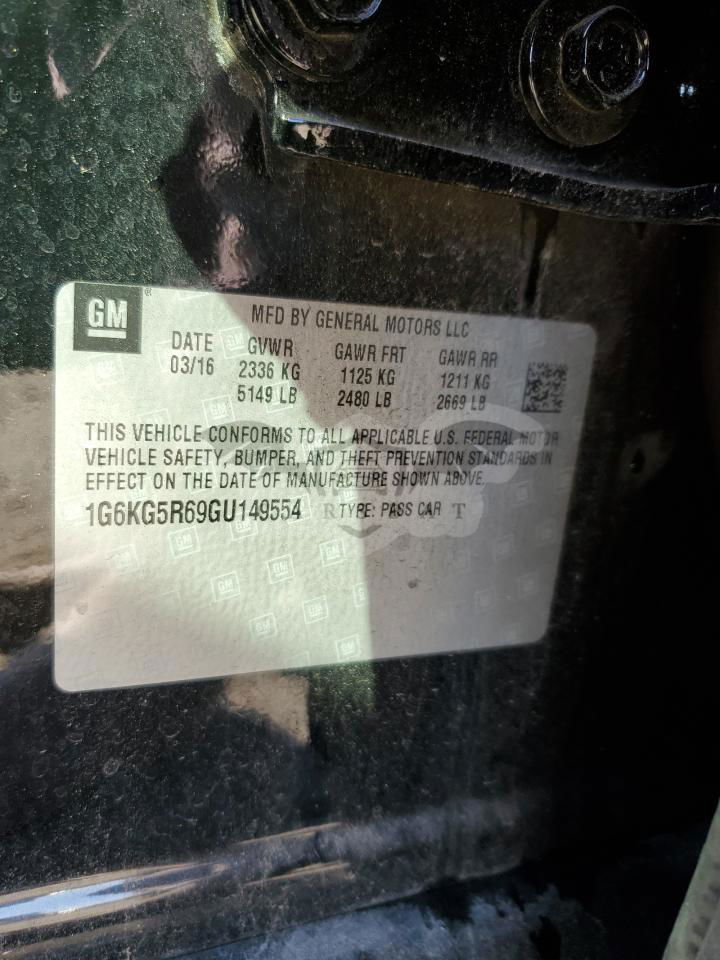 GM
MFD BY GENERAL MOTORS LLC
DATE GVWR GAWR FRT GAWR RR
03/16 2336 KG 1125 KG 1211 KG
5149 LB 2480 LB 2669 LB
THIS VEHICLE CONFORMS TO ALL APPLICABLE U.S. FEDERAL MOTOR
VEHICLE SAFETY, BUMPER, AND THEFT PREVENTION STANDARDS IN
EFFECT ON THE DATE OF MANUFACTURE SHOWN ABOVE.
1G6KG5R69GU149554 TYPE: PASS CAR